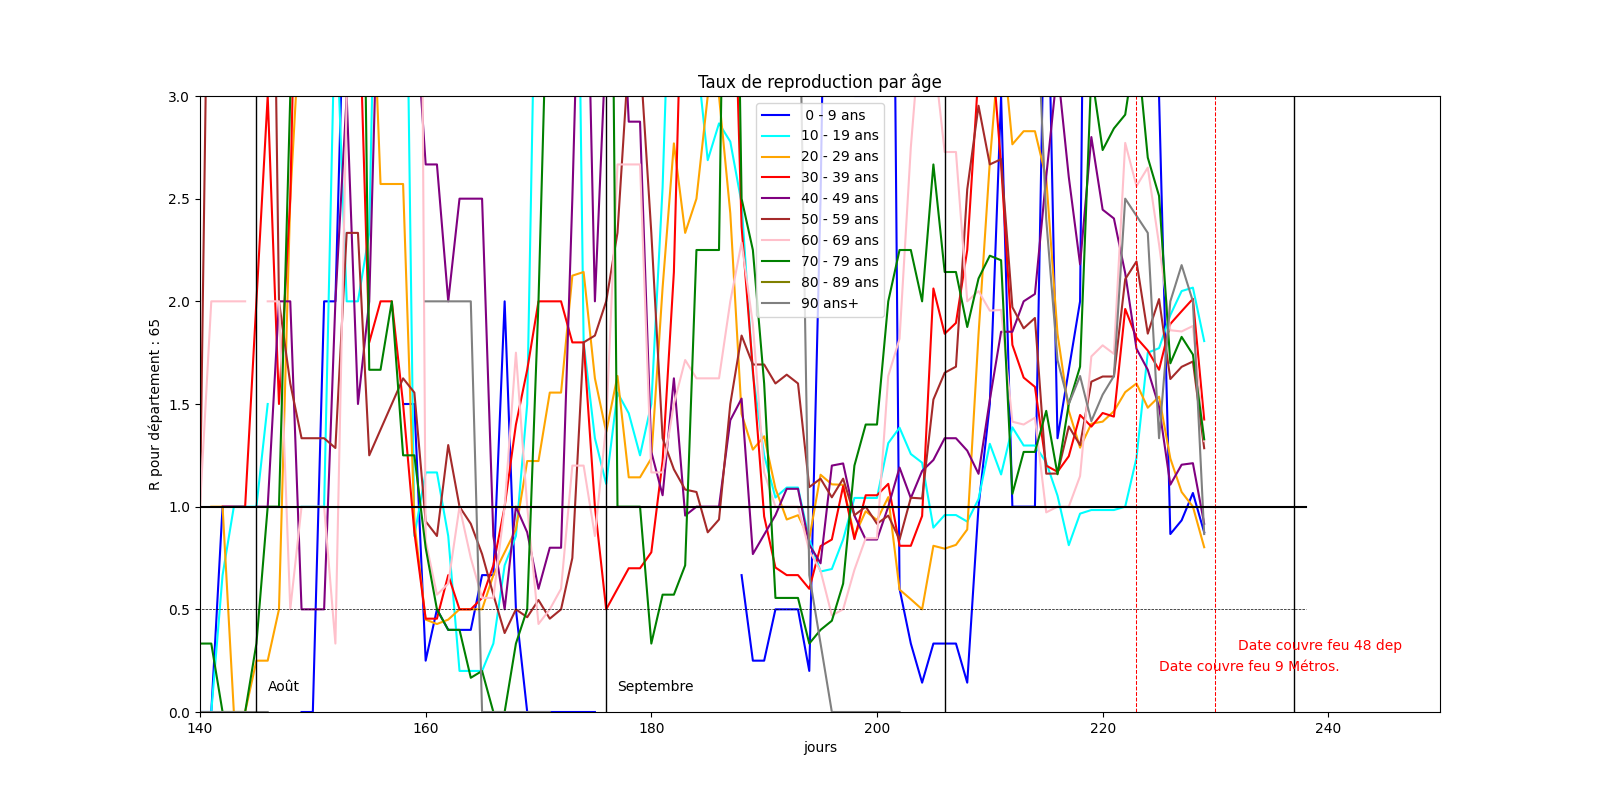 Taux de reproduction par âge
3.0
2.5
2.0
1.5
1.0
0.5
0.0
R pour département : 65
0 - 9 ans
10 - 19 ans
20 - 29 ans
30 - 39 ans
40 - 49 ans
50 - 59 ans
60 - 69 ans
70 - 79 ans
80 - 89 ans
90 ans+
Date couvre feu 48 dep
Date couvre feu 9 Métros.
Août
Septembre
140
160
180
200
220
240
jours